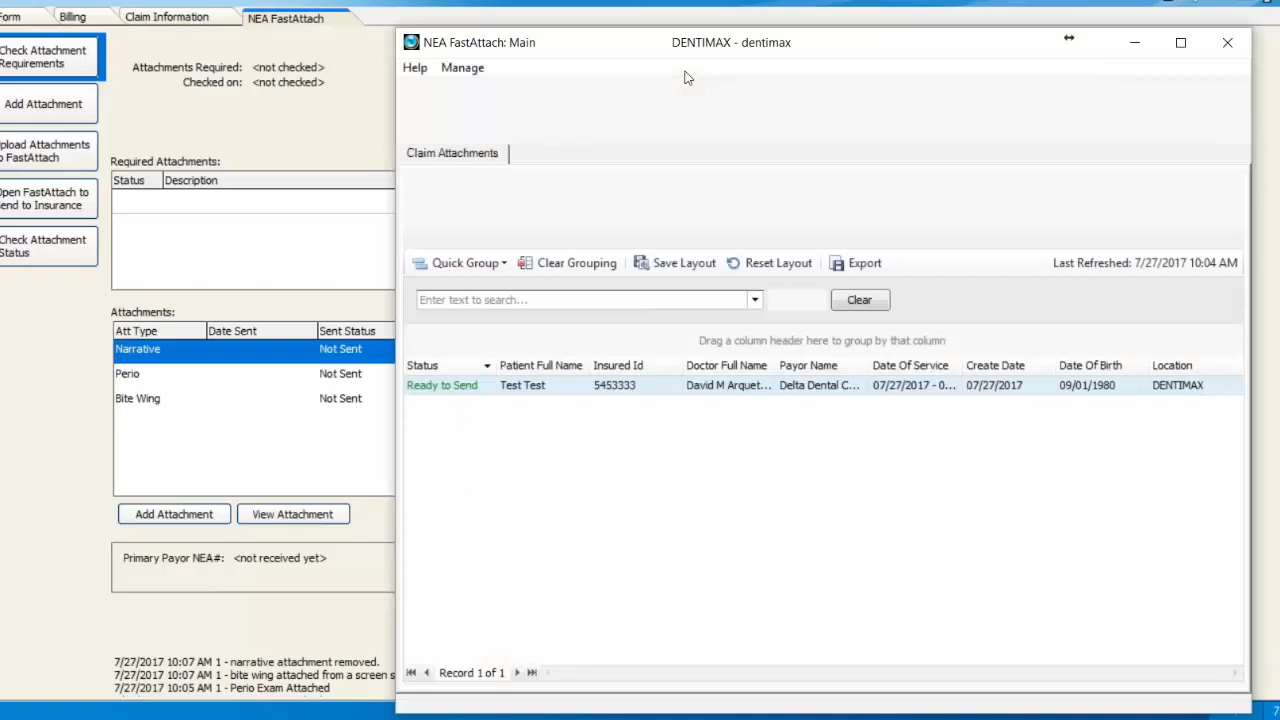 Form
Billing
Claim Information
NEA FastAttach
Check Attachment
Requirements
Add Attachment
Upload Attachments
to FastAttach
Open FastAttach to
Send to Insurance
Check Attachment
Status
Attachments Required: <not checked>
Checked on: <not checked>
Required Attachments:
Status Description
Attachments:
Att Type Date Sent Sent Status
Narrative Not Sent
Perio Not Sent
Bite Wing Not Sent
Add Attachment View Attachment
Primary Payor NEA#: <not received yet>
7/27/2017 10:07 AM 1 - narrative attachment removed.
7/27/2017 10:07 AM 1 - bite wing attached from a screen s
7/27/2017 10:05 AM 1 - Perio Exam Attached
NEA FastAttach: Main DENTIMAX - dentimax
Help Manage
Claim Attachments
Quick Group Clear Grouping Save Layout Reset Layout Export Last Refreshed: 7/27/2017 10:04 AM
Enter text to search... Clear
Drag a column header here to group by that column
Status Patient Full Name Insured Id Doctor Full Name Payor Name Date Of Service Create Date Date Of Birth Location
Ready to Send Test Test 5453333 David M Arquet... Delta Dental C... 07/27/2017 - 0... 07/27/2017 09/01/1980 DENTIMAX
Record 1 of 1